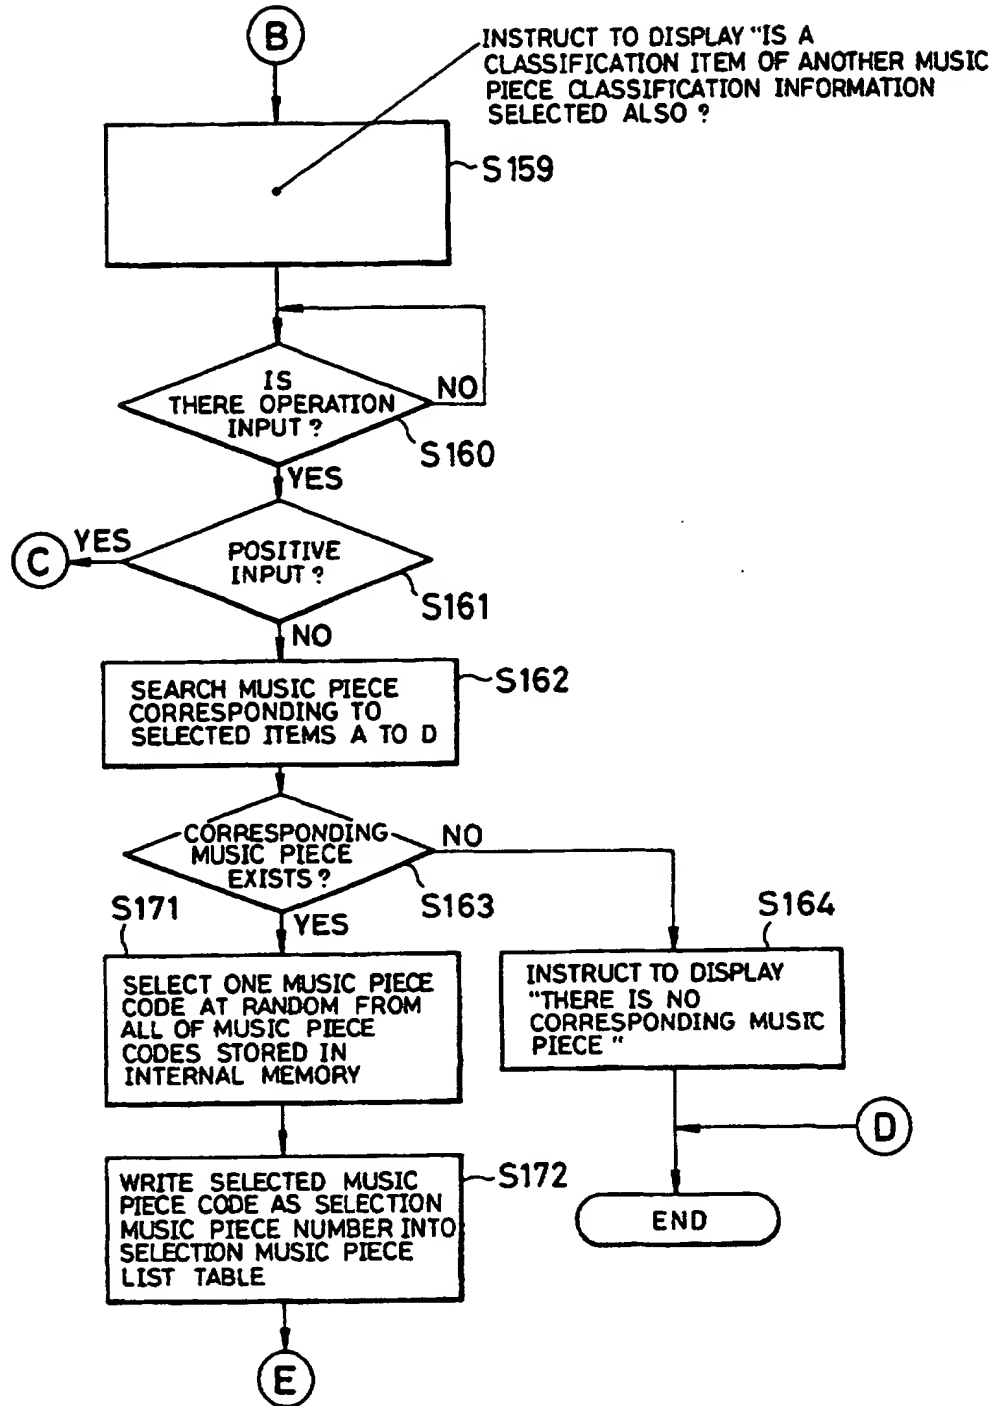 B
INSTRUCT TO DISPLAY "IS A
CLASSIFICATION ITEM OF ANOTHER MUSIC
PIECE CLASSIFTCATION INFORMATION
SELECTED ALSO ?
S159
IS
THERE OPERATION
INPUT ?
NO
S160
YES
C
YES
POSITIVE
INPUT ?
S161
NO
SEARCH MUSIC PIECE
CORRESPONDING TO
SELECTED ITEMS A TO D
S162
CORRESPONDING
MUSIC PIECE
EXISTS ?
NO
S163
YES
S171
SELECT ONE MUSIC PIECE
CODE AT RANDOM FROM
ALL OF MUSIC PIECE
CODES STORED IN
INTERNAL MEMORY
S164
INSTRUCT TO DISPLAY
"THERE IS NO
CORRESPONDING MUSIC
PIECE "
D
WRITE SELECTED MUSIC
PIECE CODE AS SELECTION
MUSIC PIECE NUMBER INTO
SELECTION MUSIC PIECE
LIST TABLE
S172
END
E